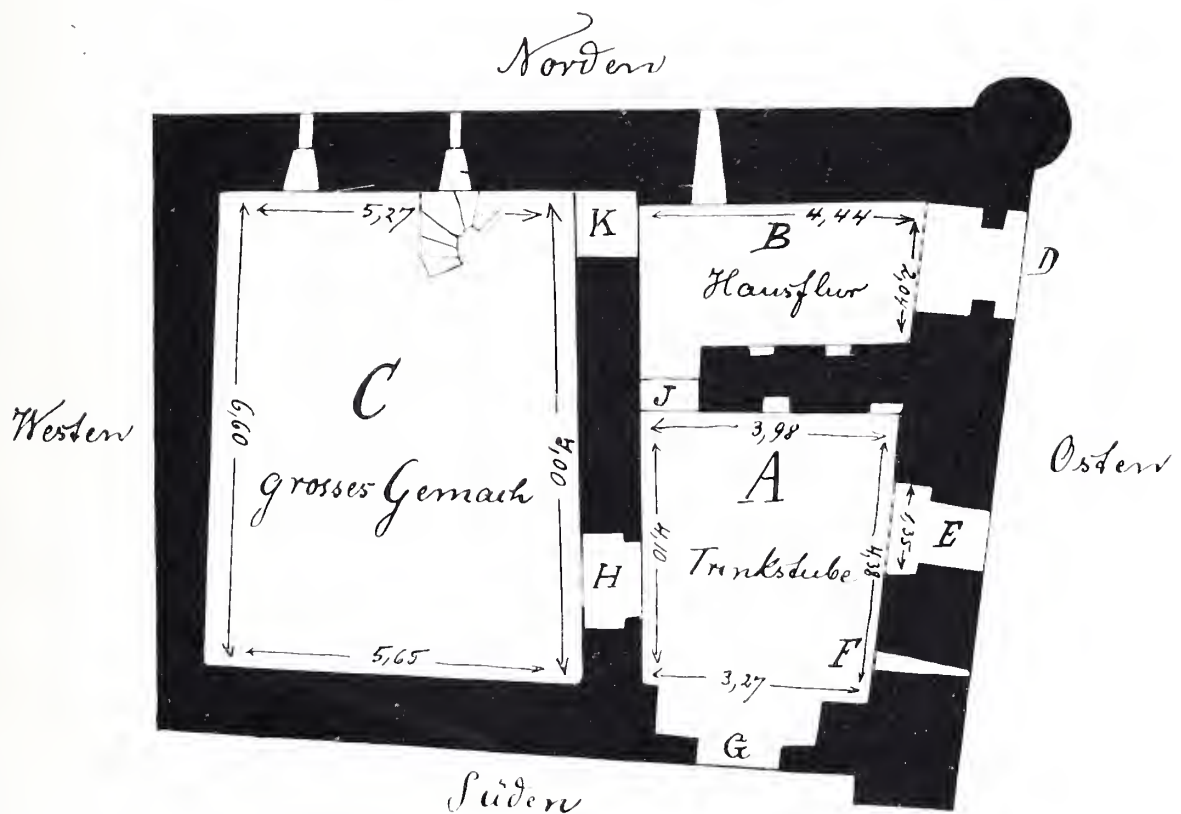 Norden
5,27
K
4,44
B
Hausflur
2,04
D
C
6,60
7,00
grosses Gemach
5,65
J
3,98
A
4,10
4,38
Trinkstube
1,35
E
H
F
3,27
G
Westen
Osten
Süden